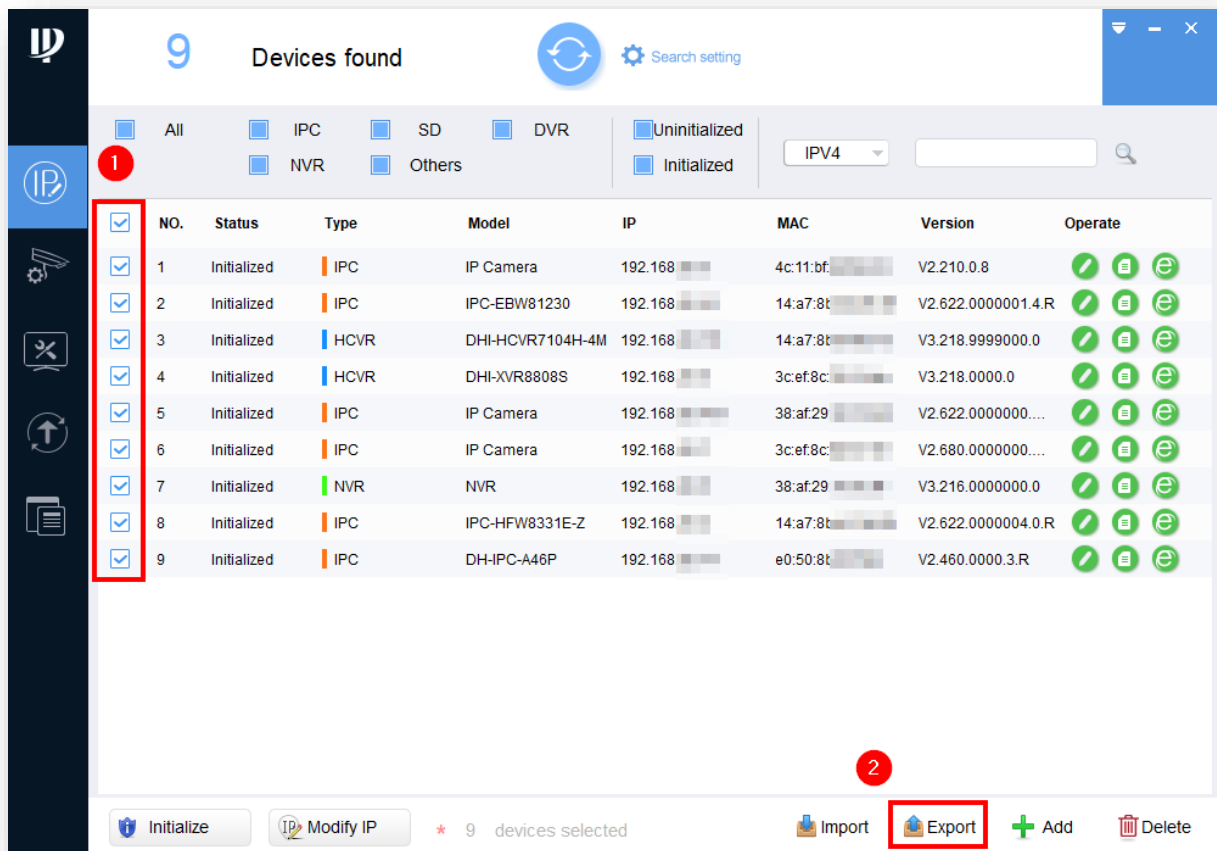 9 Devices found Search setting
All IPC SD DVR Uninitialized
NVR Others Initialized IPV4
1
NO. Status Type Model IP MAC Version Operate
1 Initialized IPC IP Camera 192.168 4c:11:bf: V2.210.0.8
2 Initialized IPC IPC-EBW81230 192.168 14:a7:8b V2.622.0000001.4.R
3 Initialized HCVR DHI-HCVR7104H-4M 192.168 14:a7:8b V3.218.9999000.0
4 Initialized HCVR DHI-XVR8808S 192.168 3c:ef:8c: V3.218.0000.0
5 Initialized IPC IP Camera 192.168 38:af:29 V2.622.0000000....
6 Initialized IPC IP Camera 192.168 3c:ef:8c: V2.680.0000000....
7 Initialized NVR NVR 192.168 38:af:29 V3.216.0000000.0
8 Initialized IPC IPC-HFW8331E-Z 192.168 14:a7:8b V2.622.0000004.0.R
9 Initialized IPC DH-IPC-A46P 192.168 e0:50:8b V2.460.0000.3.R
2
Initialize IP Modify IP * 9 devices selected Import Export Add Delete